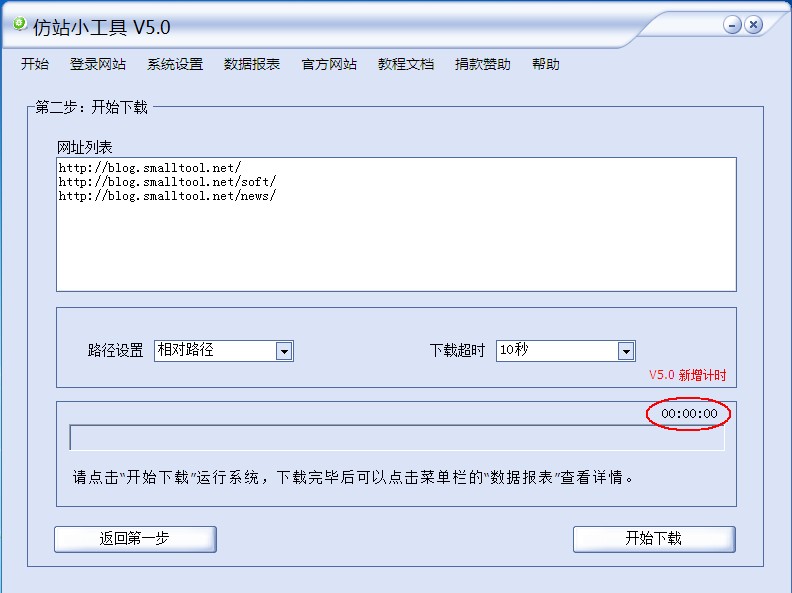 仿站小工具 V5.0
开始 登录网站 系统设置 数据报表 官方网站 教程文档 捐款赞助 帮助
第二步：开始下载
网址列表
http://blog.smalltool.net/
http://blog.smalltool.net/soft/
http://blog.smalltool.net/news/
路径设置 相对路径 下载超时 10秒
V5.0 新增计时
00:00:00
请点击“开始下载”运行系统，下载完毕后可以点击菜单栏的“数据报表”查看详情。
返回第一步 开始下载